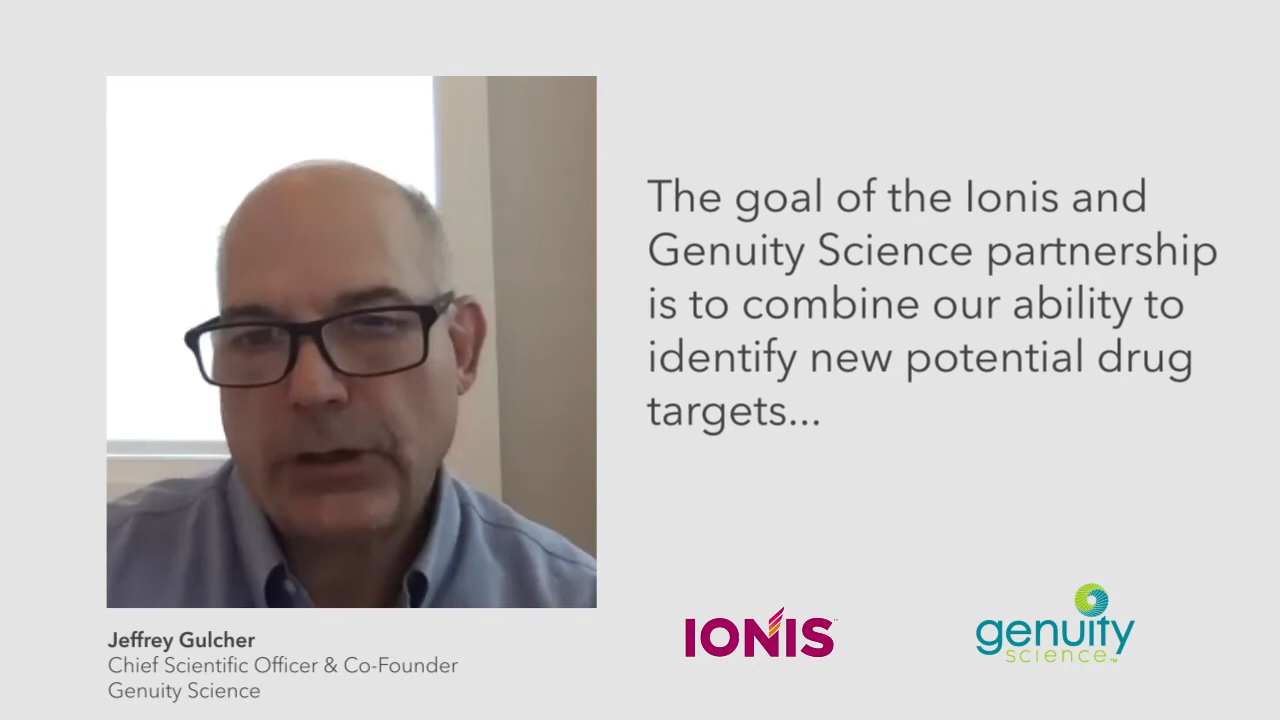 The goal of the Ionis and
Genuity Science partnership
is to combine our ability to
identify new potential drug
targets...
Jeffrey Gulcher
Chief Scientific Officer & Co-Founder
Genuity Science
IONIS
genuity
science™